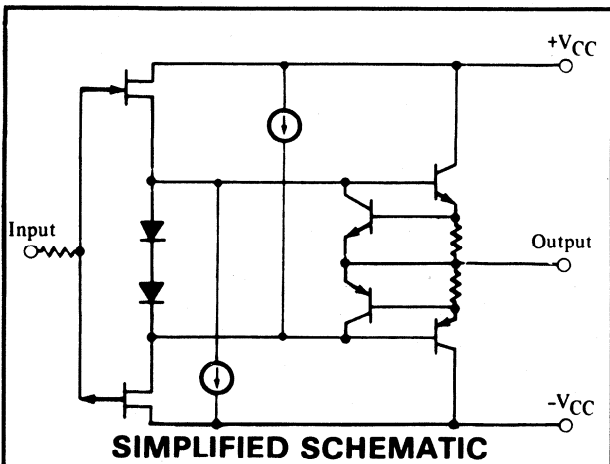 +VCC
Input
Output
-VCC
SIMPLIFIED SCHEMATIC